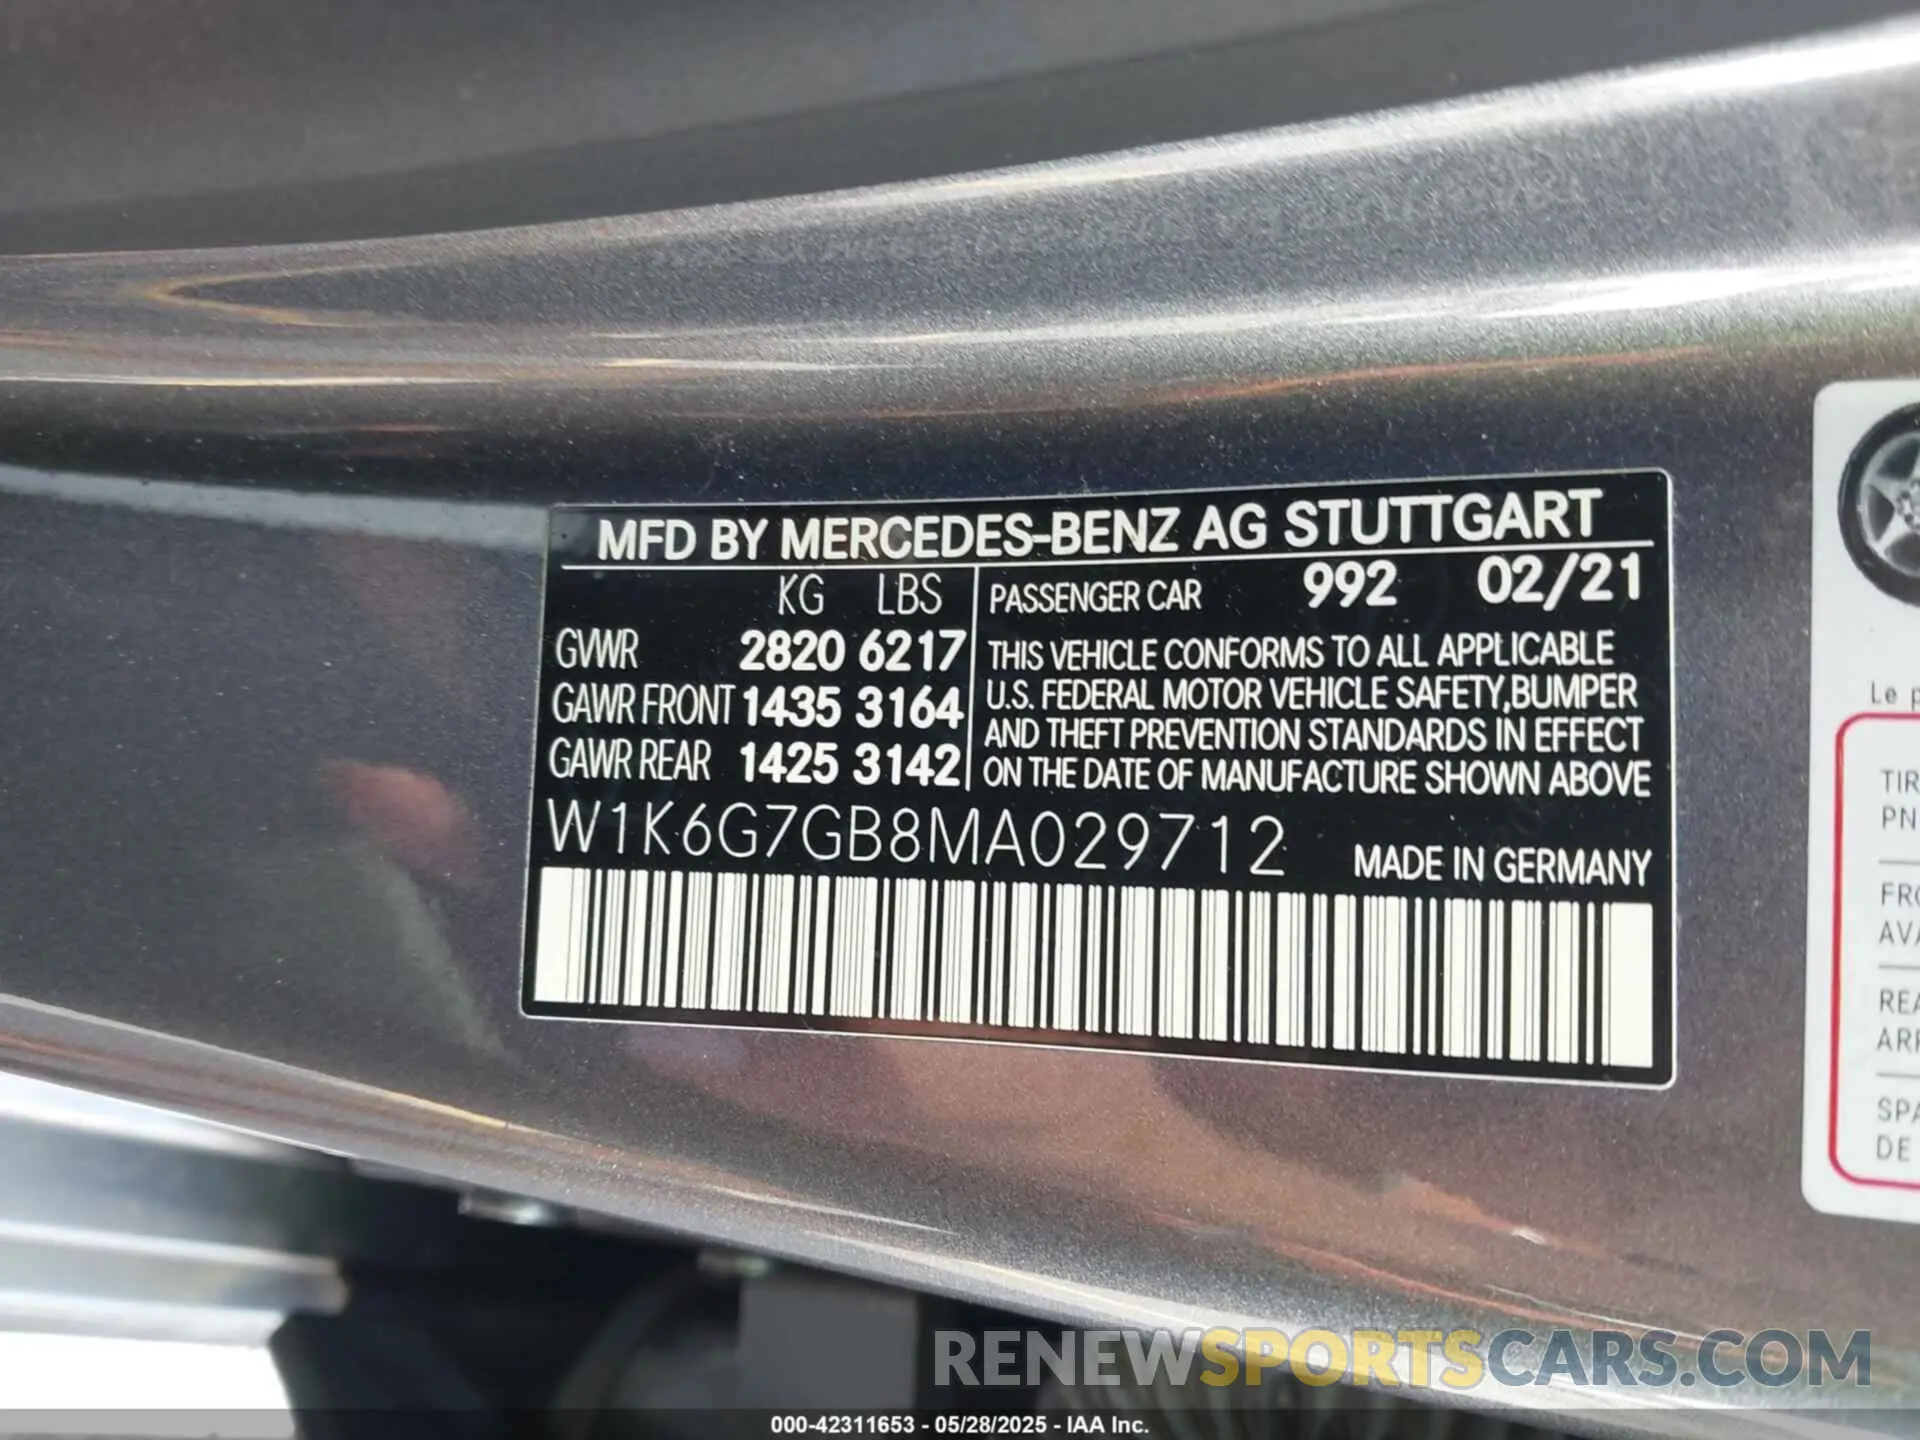 MFD BY MERCEDES-BENZ AG STUTTGART
KG LBS
GVWR 2820 6217
GAWR FRONT 1435 3164
GAWR REAR 1425 3142
PASSENGER CAR 992 02/21
THIS VEHICLE CONFORMS TO ALL APPLICABLE
U.S. FEDERAL MOTOR VEHICLE SAFETY,BUMPER
AND THEFT PREVENTION STANDARDS IN EFFECT
ON THE DATE OF MANUFACTURE SHOWN ABOVE
W1K6G7GB8MA029712
MADE IN GERMANY
Le
DE
RENEWSPORTSCARS.COM
000-42311653 - 05/28/2025 - IAA Inc.